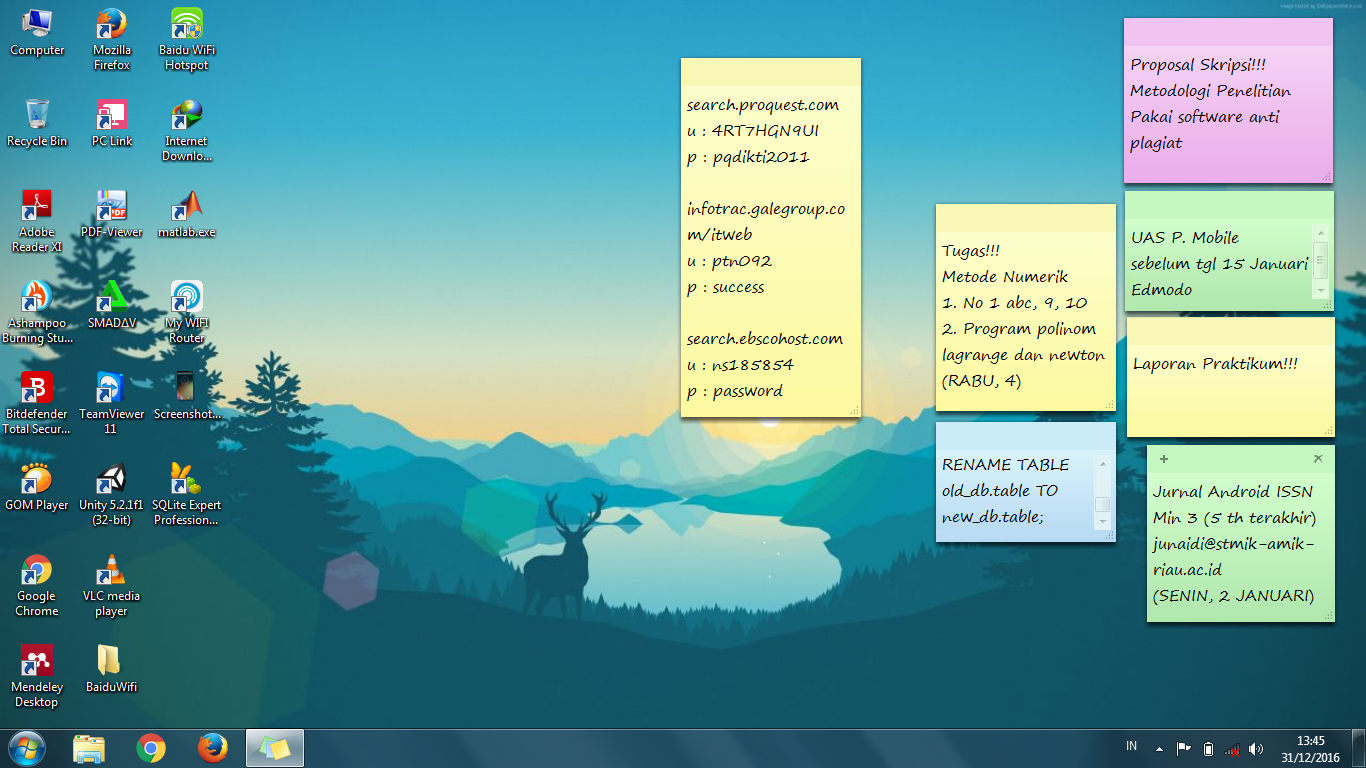 Computer
Mozilla
Firefox
Baidu WiFi
Hotspot
Recycle Bin
PC Link
Internet
Downlo...
Adobe
Reader XI
PDF-Viewer
matlab.exe
Ashampoo
Burning Stu...
SMADΔV
My WIFI
Router
Bitdefender
Total Secur...
TeamViewer
11
Screenshot...
GOM Player
Unity 5.2.1f1
(32-bit)
SQLite Expert
Profession...
Google
Chrome
VLC media
player
Mendeley
Desktop
BaiduWifi
search.proquest.com
u : 4RT7HGN9UI
p : pqdikti2011
infotrac.galegroup.co
m/itweb
u : ptn092
p : success
search.ebscohost.com
u : ns185854
p : password
Tugas!!!
Metode Numerik
1. No 1 abc, 9, 10
2. Program polinom
lagrange dan newton
(RABU, 4)
RENAME TABLE
old_db.table TO
new_db.table;
Proposal Skripsi!!!
Metodologi Penelitian
Pakai software anti
plagiat
UAS P. Mobile
sebelum tgl 15 Januari
Edmodo
Laporan Praktikum!!!
Jurnal Android ISSN
Min 3 (5 th terakhir)
junaidi@stmik-amik-
riau.ac.id
(SENIN, 2 JANUARI)
IN
13:45
31/12/2016